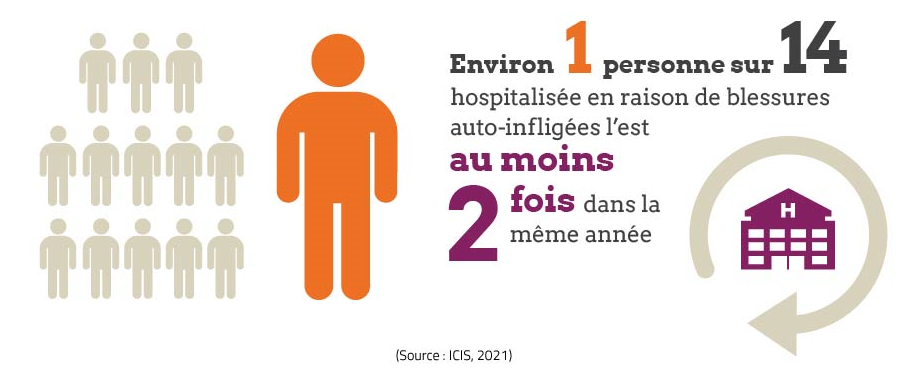 Environ 1 personne sur 14
hospitalisée en raison de blessures
auto-infligées l’est
au moins
2 fois dans la
même année
H
(Source : ICIS, 2021)